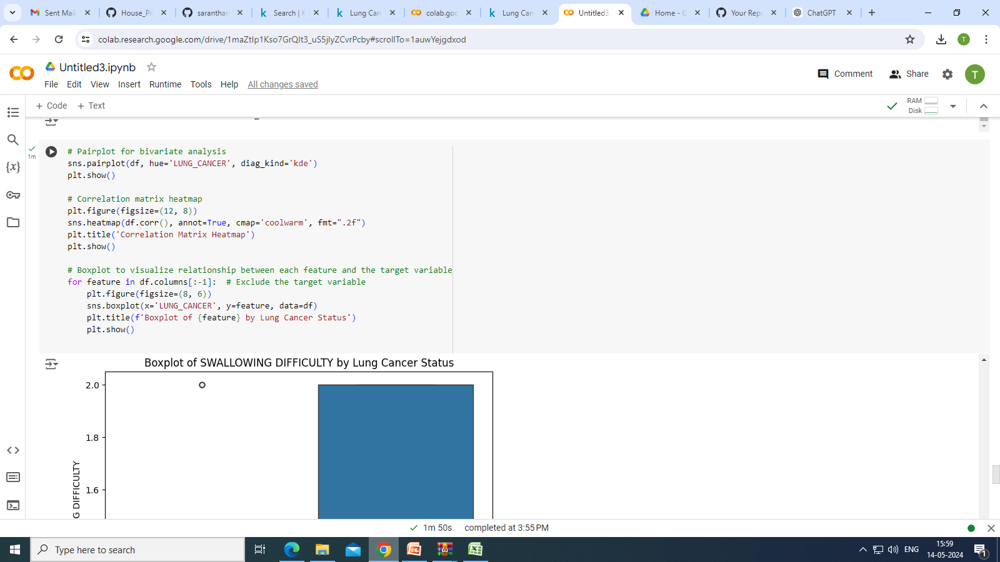 Sent Mail
House_Pr
saranthan
Search | K
Lung Can
colab.goo
Lung Can
Untitled3
Home - G
Your Repo
ChatGPT
colab.research.google.com/drive/1maZtIp1Kso7GrQIt3_uS5jlyZCvrPcby#scrollTo=1auwYejgdxod
T
Untitled3.ipynb
File Edit View Insert Runtime Tools Help All changes saved
Comment
Share
T
+ Code + Text
RAM
Disk
{x}
1m
# Pairplot for bivariate analysis
sns.pairplot(df, hue='LUNG_CANCER', diag_kind='kde')
plt.show()
# Correlation matrix heatmap
plt.figure(figsize=(12, 8))
sns.heatmap(df.corr(), annot=True, cmap='coolwarm', fmt=".2f")
plt.title('Correlation Matrix Heatmap')
plt.show()
# Boxplot to visualize relationship between each feature and the target variable
for feature in df.columns[:-1]:  # Exclude the target variable
    plt.figure(figsize=(8, 6))
    sns.boxplot(x='LUNG_CANCER', y=feature, data=df)
    plt.title(f'Boxplot of {feature} by Lung Cancer Status')
    plt.show()
Boxplot of SWALLOWING DIFFICULTY by Lung Cancer Status
2.0
1.8
1.6
G DIFFICULTY
1m 50s completed at 3:55 PM
Type here to search
ENG
15:59
14-05-2024
1